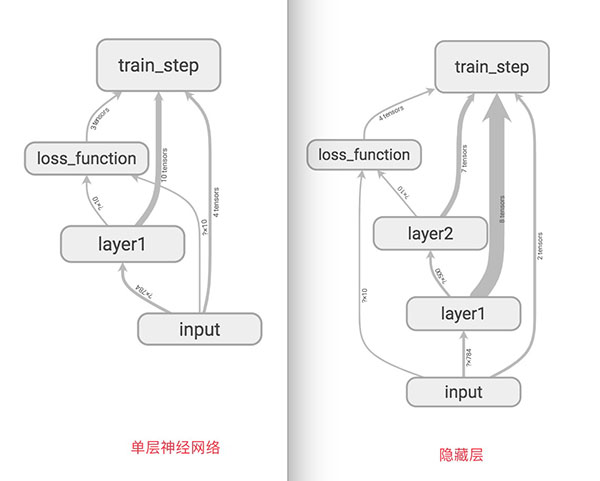 train_step
3 tensors
10 tensors
loss_function
?×10
?×10
4 tensors
layer1
?×784
input
单层神经网络
train_step
4 tensors
loss_function
7 tensors
8 tensors
?×10
layer2
2 tensors
?×500
?×10
layer1
?×784
input
隐藏层